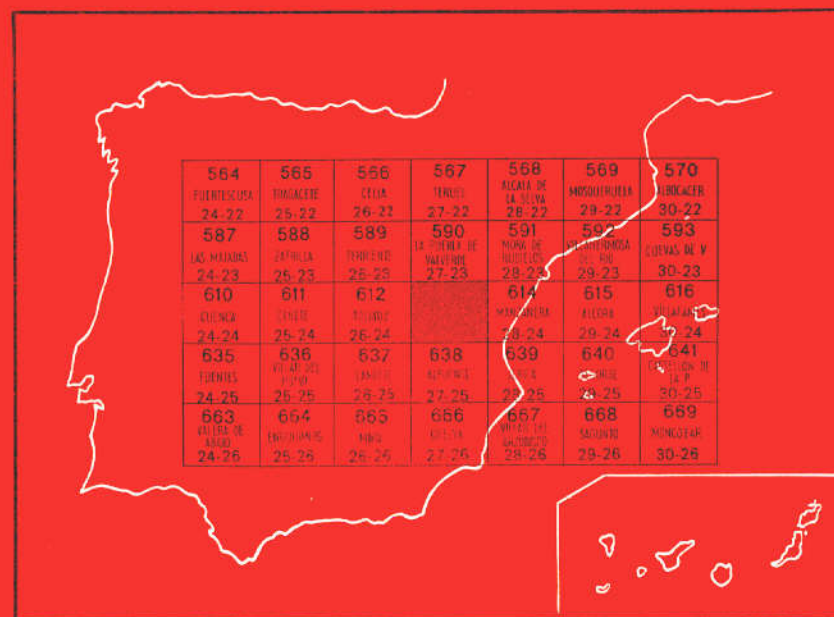 564 565 566 567 568 569 570
FUERTESCUSA TRAGACETE CELLA TERUEL ALCALA DE LA SELVA MOSQUERUELA ALBOCACER
24-22 25-22 26-22 27-22 28-22 29-22 30-22
587 588 589 590 591 592 593
LAS MAJADAS ZAFRILLA TERRIENTE LA PUEBLA DE VALVERDE MORA DE RUBIELOS VILLAHERMOSA DEL RIO CUEVAS DE V
24-23 25-23 26-23 27-23 28-23 29-23 30-23
610 611 612 614 615 616
CUENCA CAÑETE MANZANERA ALCORA VILLAFAMES
24-24 25-24 26-24 28-24 29-24 30-24
635 636 637 638 639 640 641
FUENTES VILLAR DEL HUMO LANDETE ALPUENTE JERICA SEGORBE CASTELLON DE LA P
24-25 25-25 26-25 27-25 28-25 29-25 30-25
663 664 665 666 667 668 669
VALERA DE ABAJO ENGUIDANOS MIRA CHELVA VILLAR DEL ARZOBISPO SAGUNTO MONCOFAR
24-26 25-26 26-26 27-26 28-26 29-26 30-26